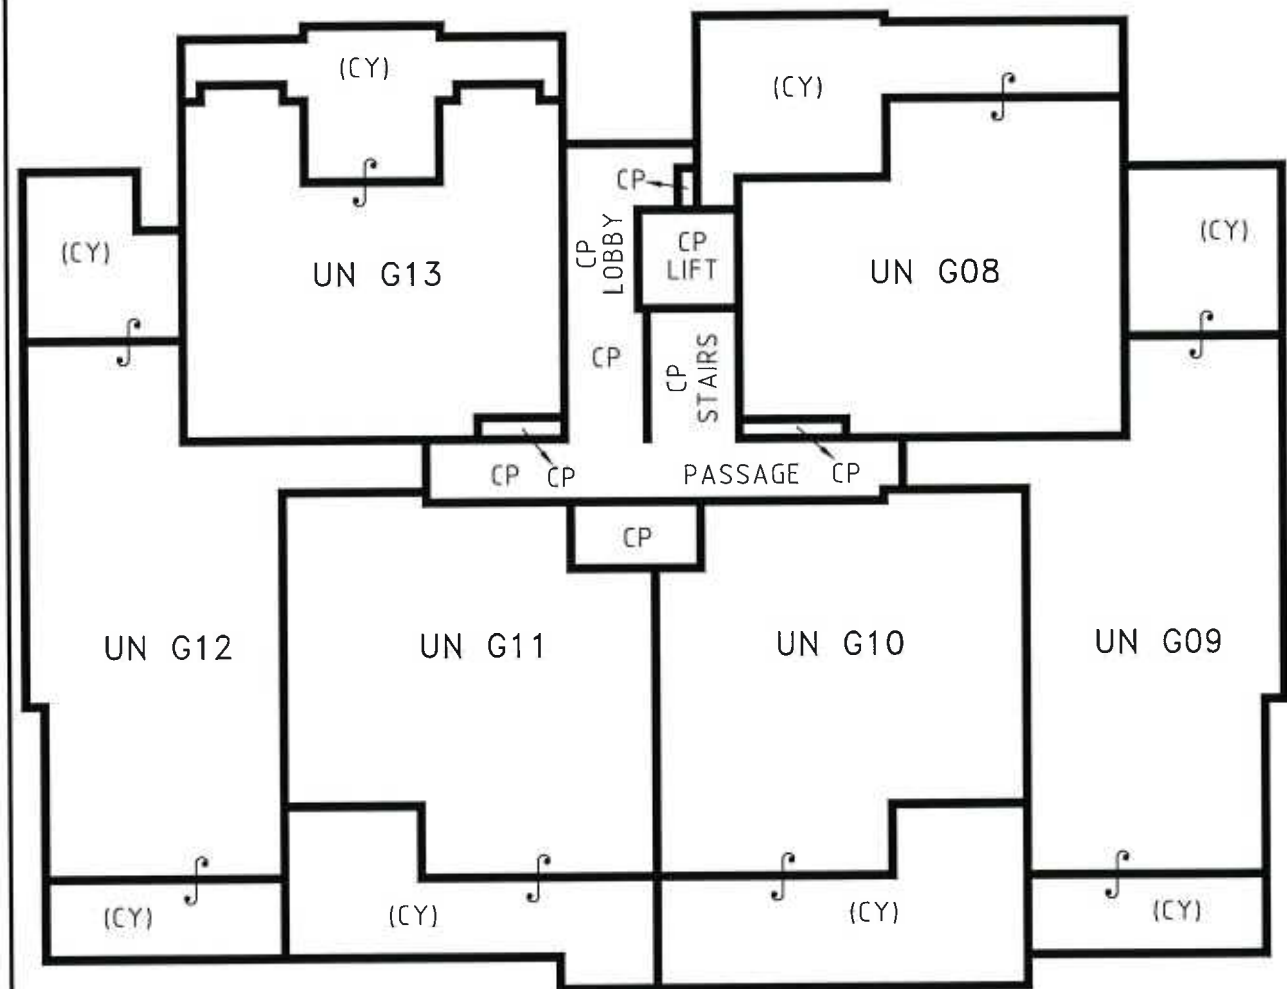 (CY)
(CY)
CP
(CY)
(CY)
CP
LOBBY
CP
LIFT
UN G13
UN G08
CP
CP
STAIRS
CP
CP
PASSAGE
CP
CP
UN G12
UN G11
UN G10
UN G09
(CY)
(CY)
(CY)
(CY)